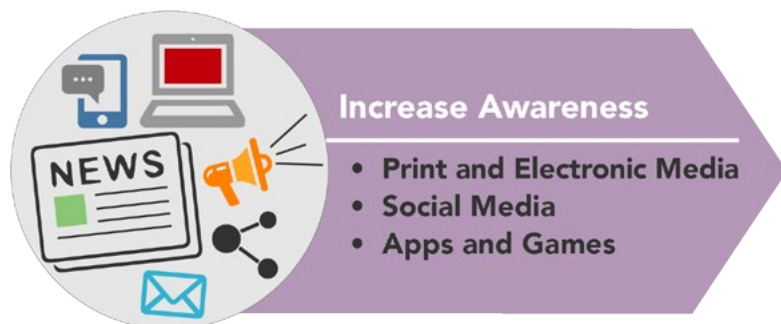 NEWS
Increase Awareness
• Print and Electronic Media
• Social Media
• Apps and Games